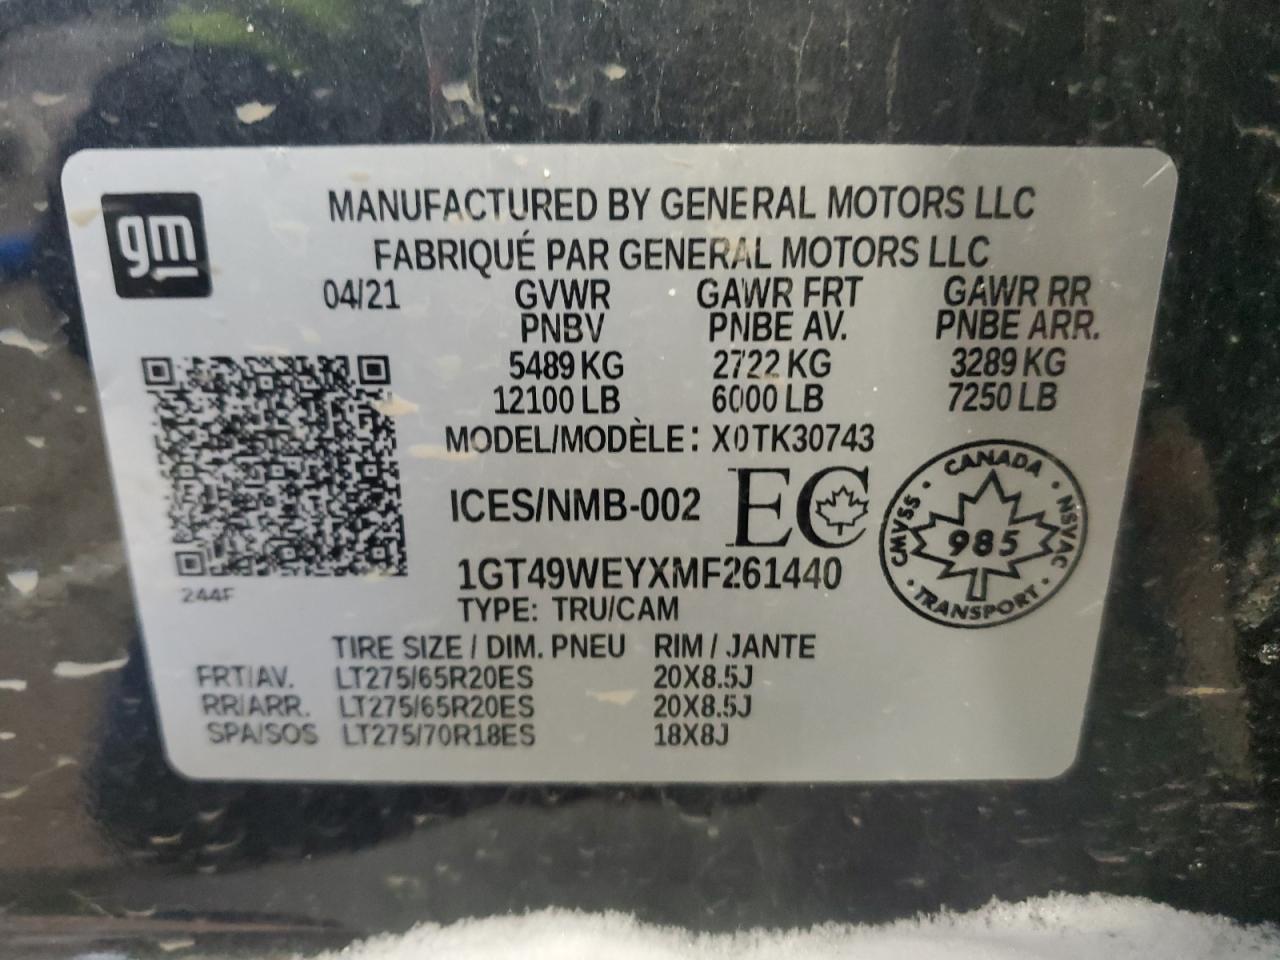 gm
MANUFACTURED BY GENERAL MOTORS LLC
FABRIQUÉ PAR GENERAL MOTORS LLC
04/21 GVWR GAWR FRT GAWR RR
PNBV PNBE AV. PNBE ARR.
5489 KG 2722 KG 3289 KG
12100 LB 6000 LB 7250 LB
MODEL/MODÈLE: X0TK30743
ICES/NMB-002 EC
CANADA
CMVSS 985 NSVAC
TRANSPORT
1GT49WEYXMF261440
244F
TYPE: TRU/CAM
TIRE SIZE / DIM. PNEU RIM / JANTE
FRT/AV. LT275/65R20ES 20X8.5J
RR/ARR. LT275/65R20ES 20X8.5J
SPA/SOS LT275/70R18ES 18X8J